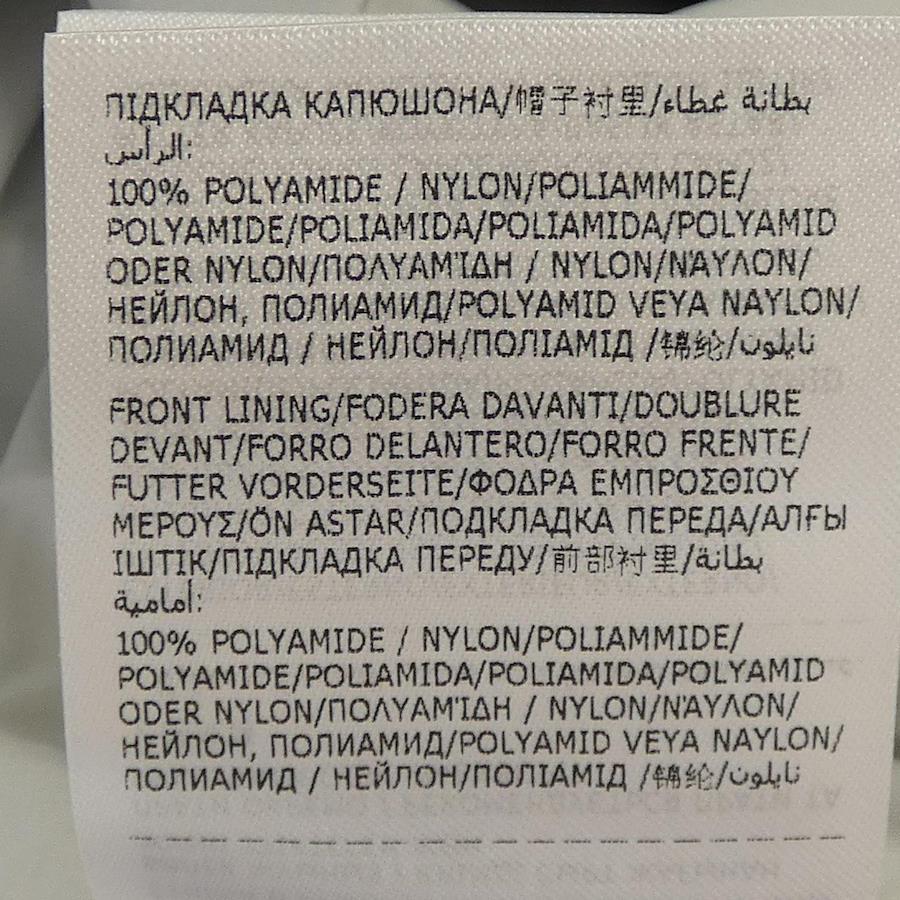 ПІДКЛАДКА КАПЮШОНА/帽子衬里/بطانة غطاء
الرأس:
100% POLYAMIDE / NYLON/POLIAMMIDE/
POLYAMIDE/POLIAMIDA/POLIAMIDA/POLYAMID
ODER NYLON/ΠΟΛΥΑΜΊΔΗ / NYLON/ΝΆΥΛΟΝ/
НЕЙЛОН, ПОЛИАМИД/POLYAMID VEYA NAYLON/
ПОЛИАМИД / НЕЙЛОН/ПОЛІАМІД /锦纶/نايلون
FRONT LINING/FODERA DAVANTI/DOUBLURE
DEVANT/FORRO DELANTERO/FORRO FRENTE/
FUTTER VORDERSEITE/ΦΟΔΡΑ ΕΜΠΡΟΣΘΙΟΥ
ΜΕΡΟΥΣ/ÖN ASTAR/ПОДКЛАДКА ПЕРЕДА/АЛҒЫ
ІШТІК/ПІДКЛАДКА ПЕРЕДУ/前部衬里/بطانة
أمامية:
100% POLYAMIDE / NYLON/POLIAMMIDE/
POLYAMIDE/POLIAMIDA/POLIAMIDA/POLYAMID
ODER NYLON/ΠΟΛΥΑΜΊΔΗ / NYLON/ΝΆΥΛΟΝ/
НЕЙЛОН, ПОЛИАМИД/POLYAMID VEYA NAYLON/
ПОЛИАМИД / НЕЙЛОН/ПОЛІАМІД /锦纶/نايلون